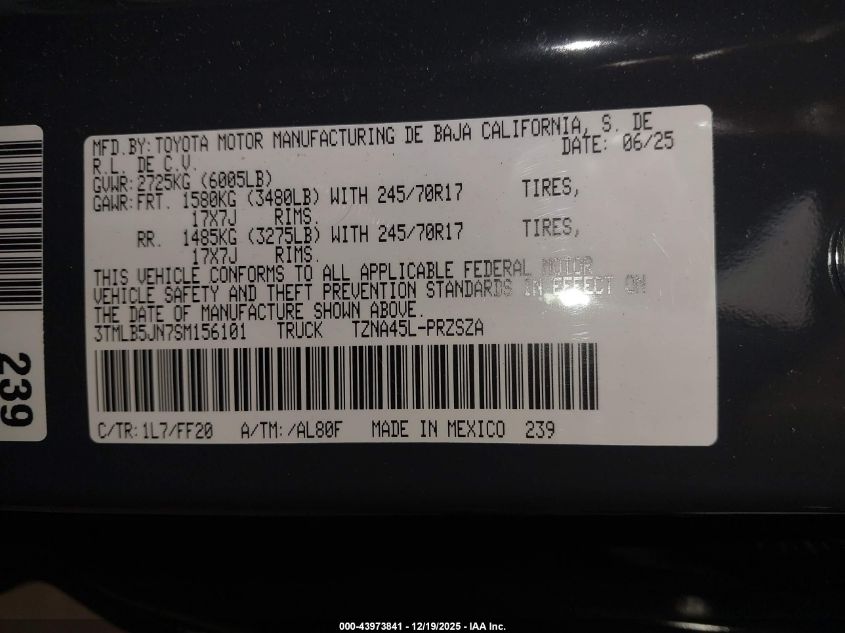 MFD.BY:TOYOTA MOTOR MANUFACTURING DE BAJA CALIFORNIA, S. DE
R.L. DE C.V. DATE: 06/25
GVWR:2725KG (6005LB)
GAWR:FRT. 1580KG (3480LB) WITH 245/70R17 TIRES,
17X7J RIMS.
RR. 1485KG (3275LB) WITH 245/70R17 TIRES,
17X7J RIMS.
THIS VEHICLE CONFORMS TO ALL APPLICABLE FEDERAL MOTOR
VEHICLE SAFETY AND THEFT PREVENTION STANDARDS IN EFFECT ON
THE DATE OF MANUFACTURE SHOWN ABOVE.
3TMLB5JN7SM156101 TRUCK TZNA45L-PRZSZA
C/TR:1L7/FF20 A/TM:/AL80F MADE IN MEXICO 239
239
000-43973841 - 12/19/2025 - IAA Inc.